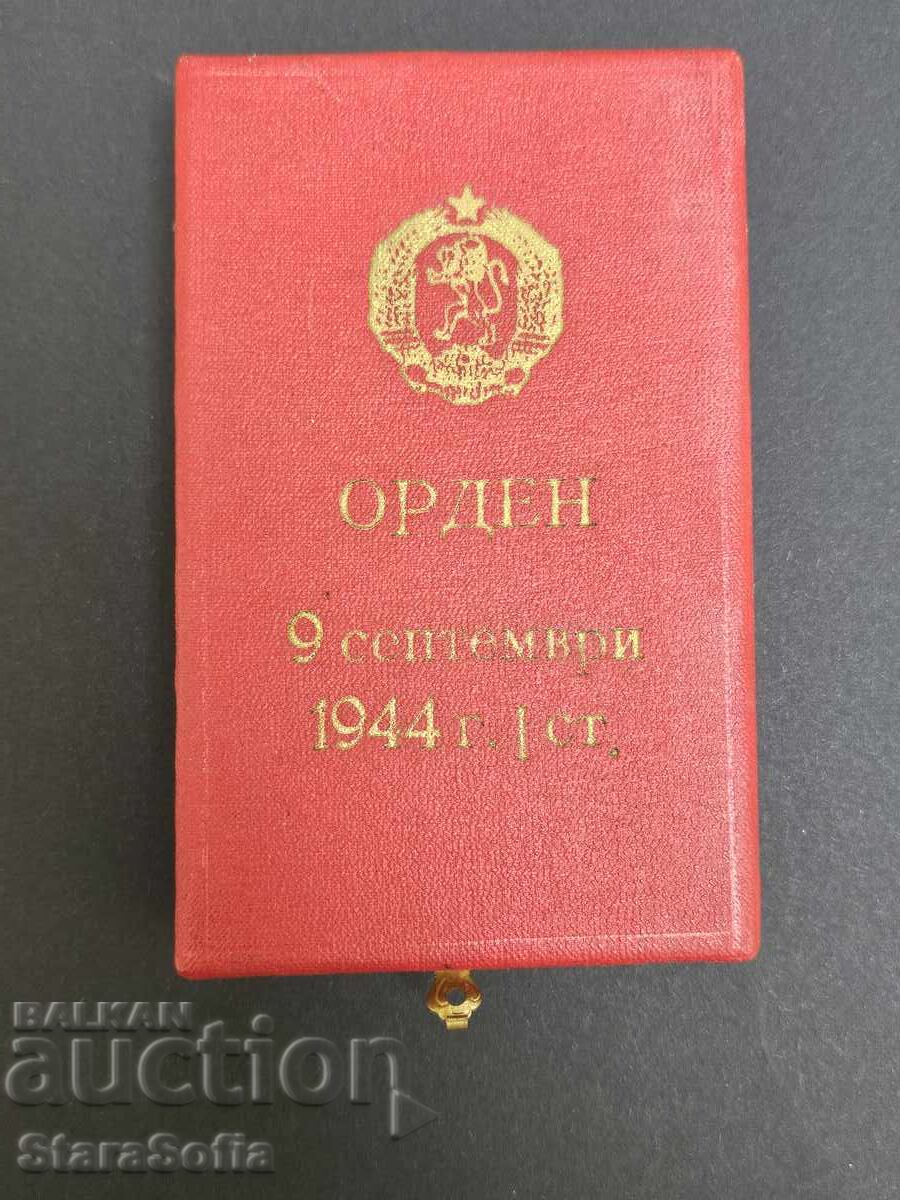 ОРДЕН
9 септември
1944 г. I ст.
BALKAN
auction
StaraSofia